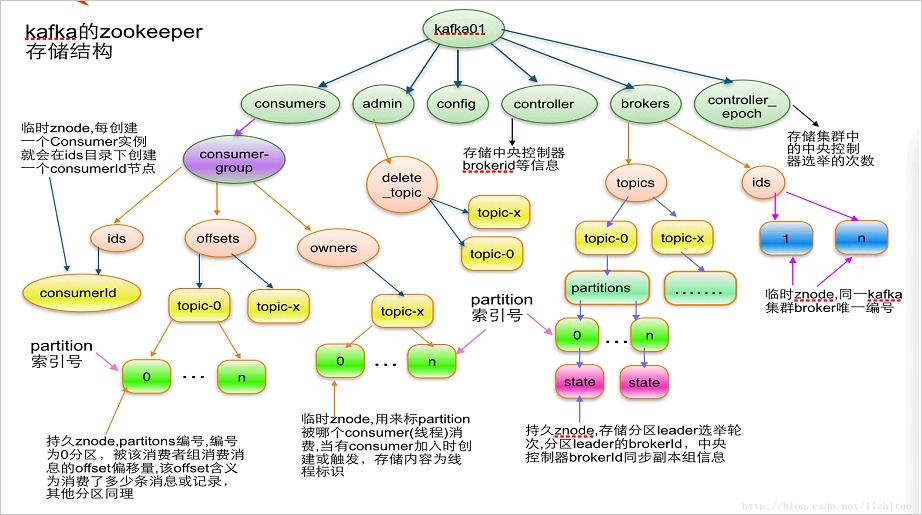 kafka的zookeeper
存储结构
kafka01
consumers
admin
config
controller
brokers
controller_
epoch
临时znode,每创建
一个Consumer实例
就会在ids目录下创建
一个consumerId节点
consumer-
group
存储中央控制器
brokerid等信息
存储集群中
的中央控制
器选举的次数
delete
_topic
topics
ids
topic-x
topic-0
ids
offsets
owners
topic-0
topic-x
1
n
consumerId
topic-0
topic-x
topic-x
partitions
.......
临时znode,同一kafka
集群broker唯一编号
partition
索引号
partition
索引号
0
...
n
0
...
n
0
...
n
state
state
临时znode,用来标partition
被哪个consumer(线程)消
费,当有consumer加入时创
建或触发，存储内容为线
程标识
持久znode,存储分区leader选举轮
次,分区leader的brokerId，中央
控制器brokerId同步副本组信息
持久znode,partitons编号,编号
为0分区，被该消费者组消费消
息的offset偏移量,该offset含义
为消费了多少条消息或记录，
其他分区同理
http://blog.csdn.net/lizhitao